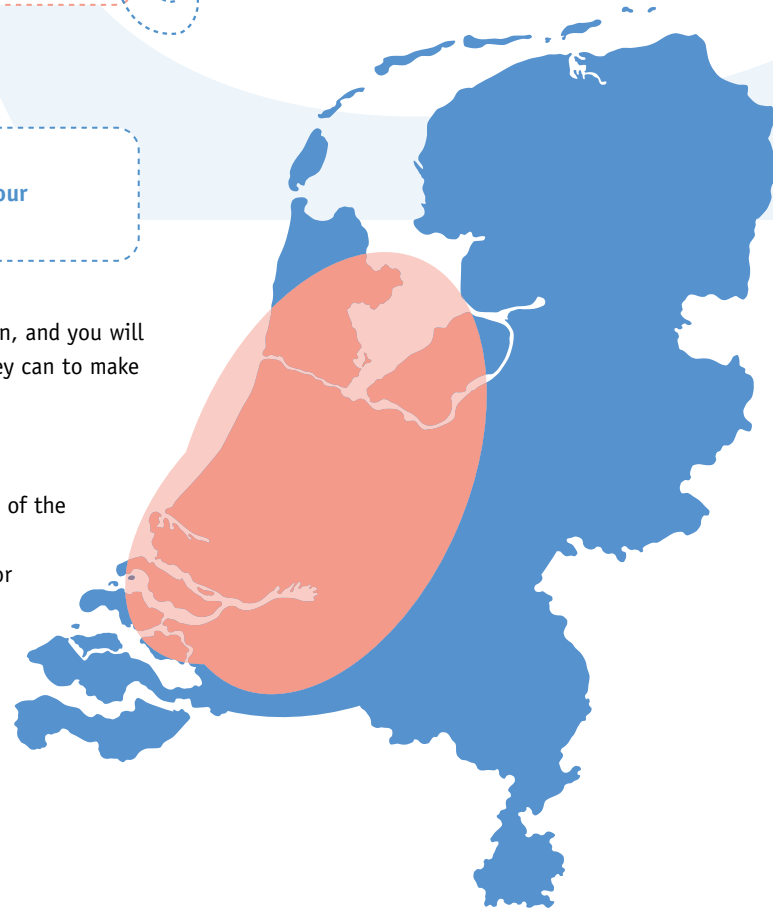 our
n, and you will
ey can to make
of the
or